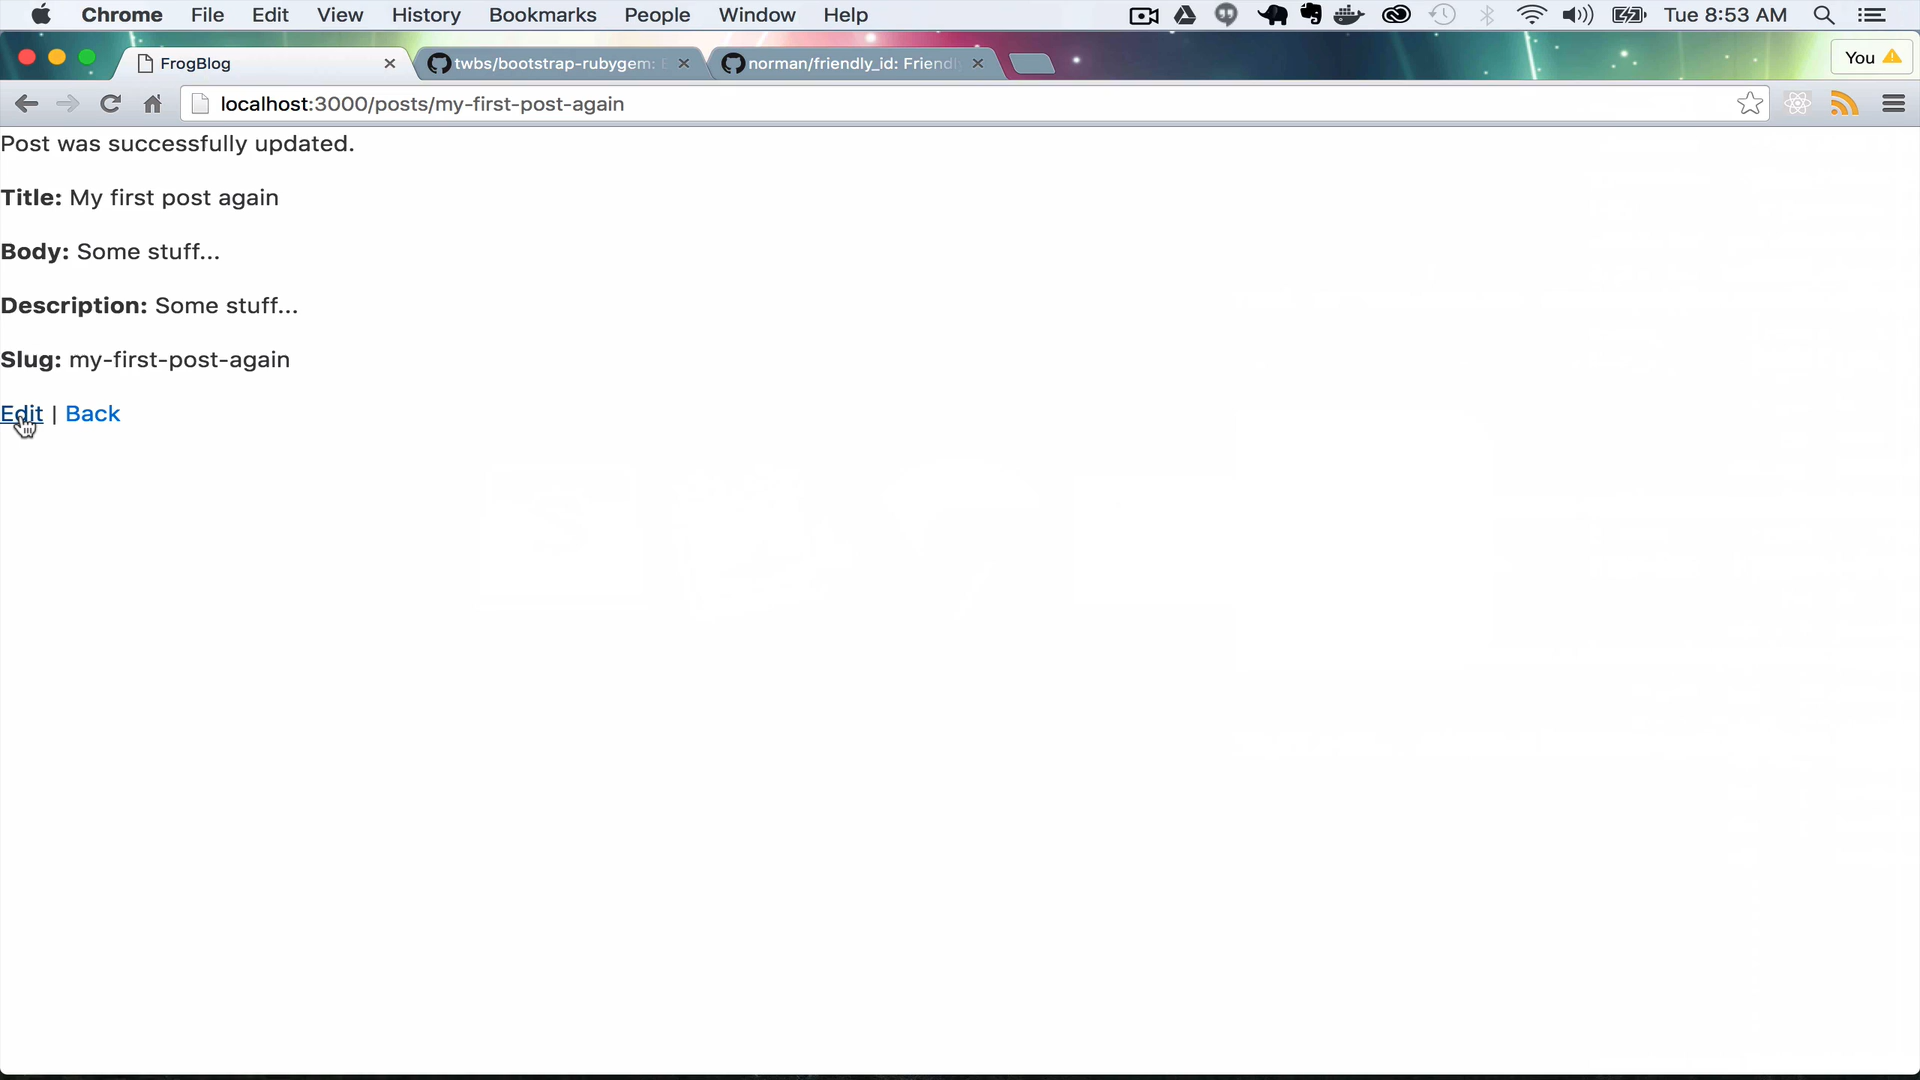 Chrome File Edit View History Bookmarks People Window Help Tue 8:53 AM
FrogBlog twbs/bootstrap-rubygem: norman/friendly_id: Friendl You
localhost:3000/posts/my-first-post-again
Post was successfully updated.
Title: My first post again
Body: Some stuff...
Description: Some stuff...
Slug: my-first-post-again
Edit | Back